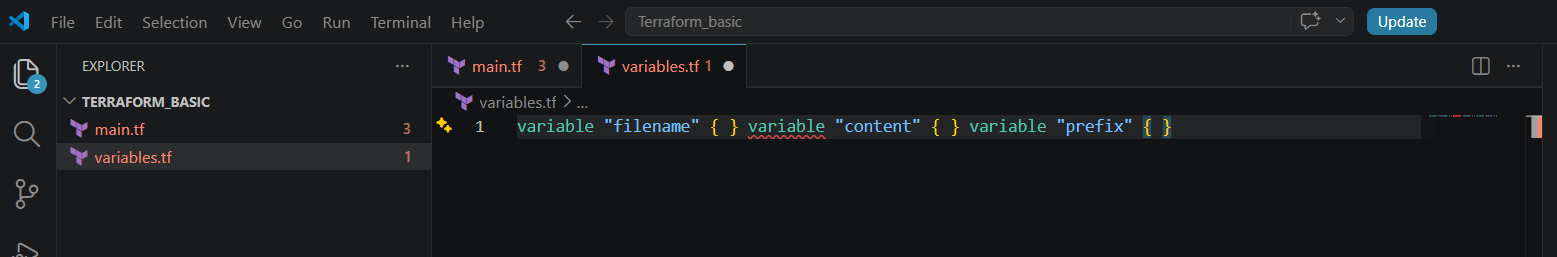 File Edit Selection View Go Run Terminal Help Terraform_basic Update
EXPLORER ... main.tf 3 variables.tf 1 ...
2
TERRAFORM_BASIC
variables.tf > ...
main.tf 3
1 variable "filename" { } variable "content" { } variable "prefix" { }
variables.tf 1